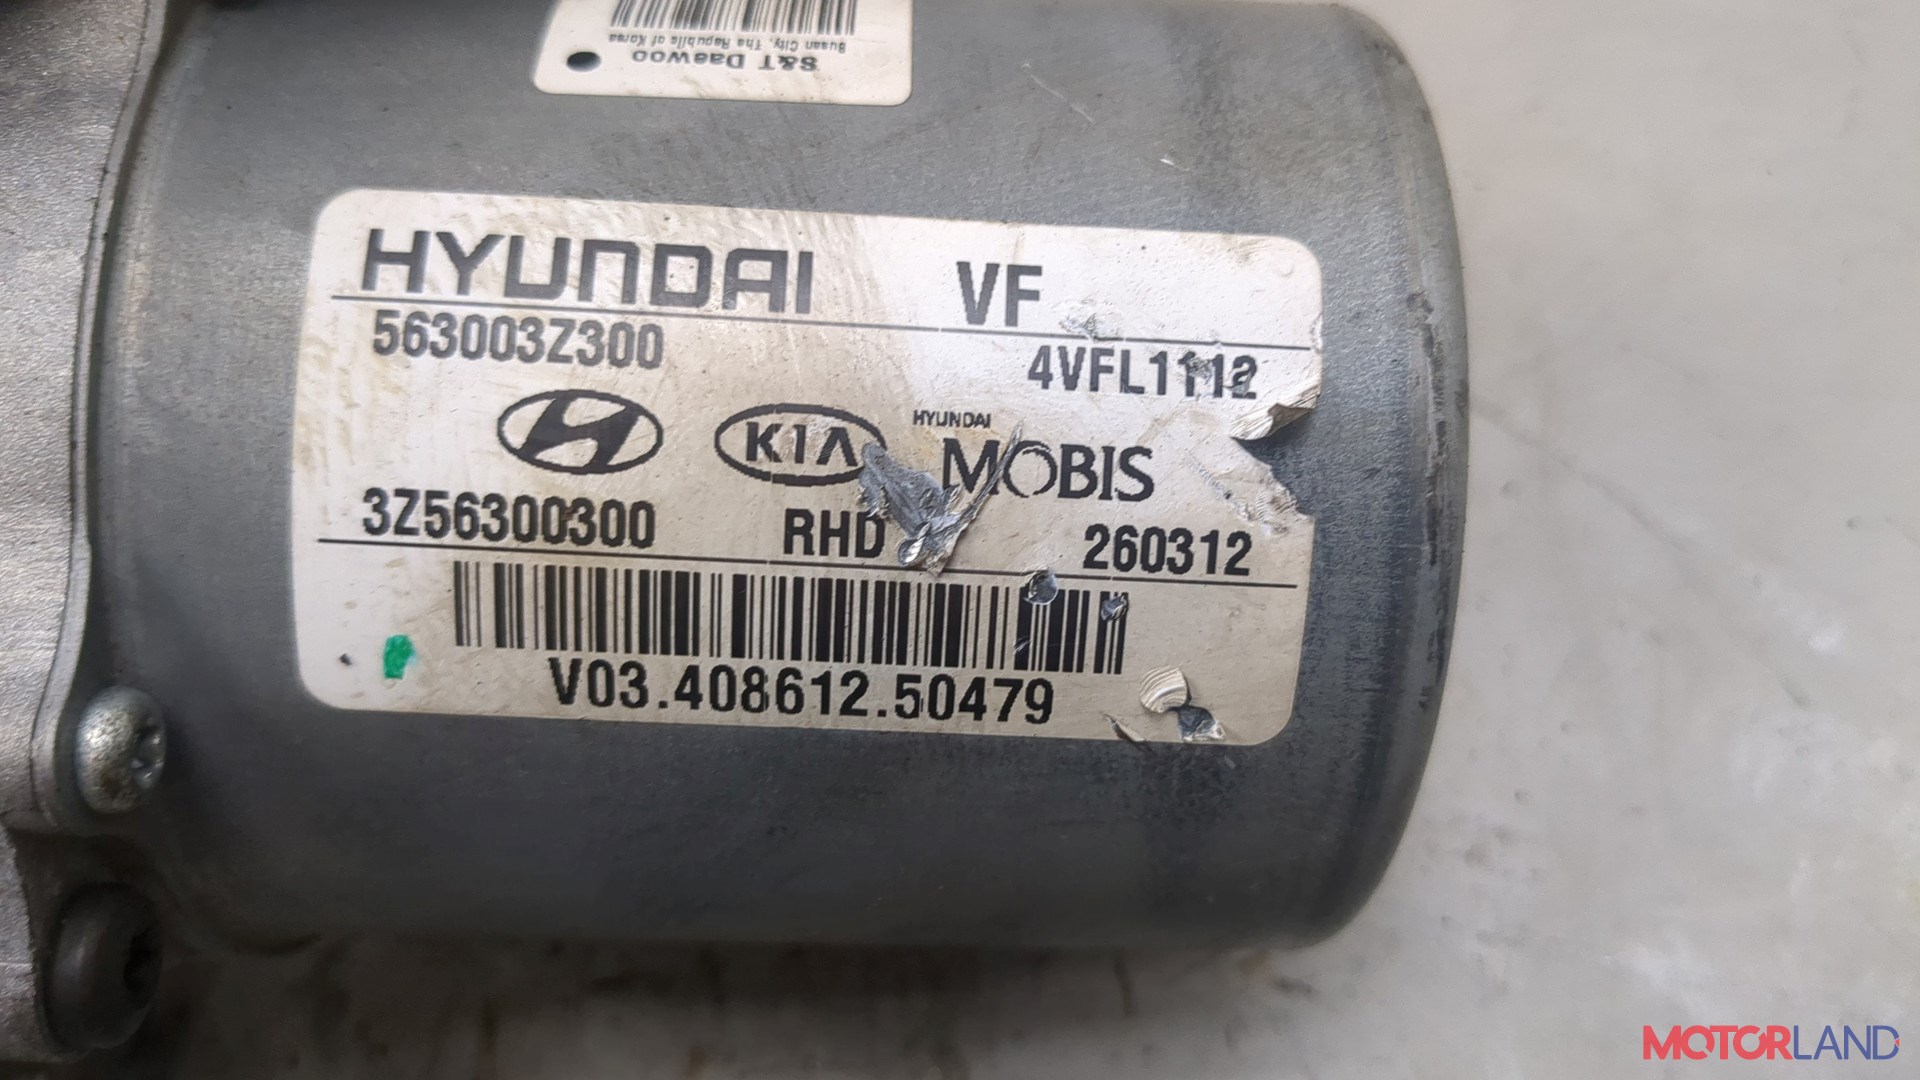 Busan City, The Republic of Korea
S&T Daewoo
HYUNDAI VF
563003Z300 4VFL1112
KIA HYUNDAI MOBIS
3Z56300300 RHD 260312
V03.408612.50479
MOTORLAND